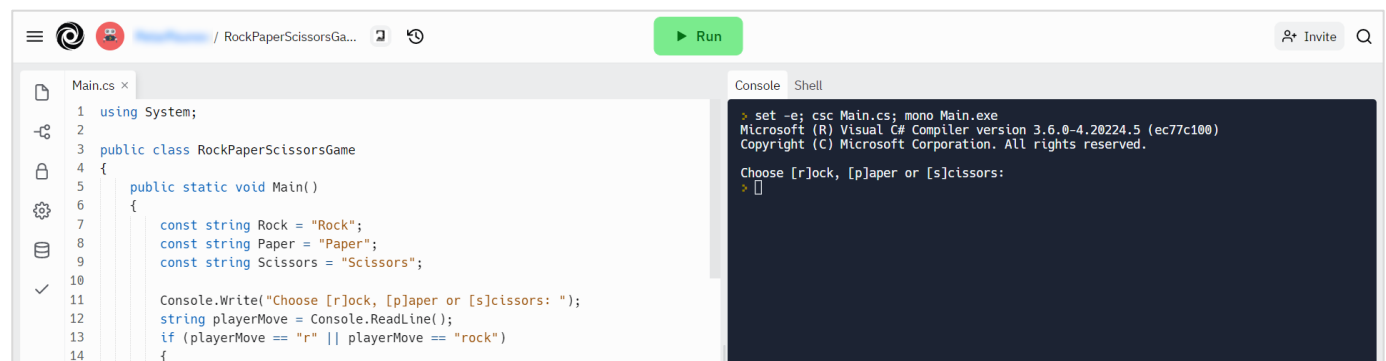 / RockPaperScissorsGa...
Run
Invite
Main.cs ×
1 using System;
2
3 public class RockPaperScissorsGame
4 {
5 public static void Main()
6 {
7 const string Rock = "Rock";
8 const string Paper = "Paper";
9 const string Scissors = "Scissors";
10
11 Console.Write("Choose [r]ock, [p]aper or [s]cissors: ");
12 string playerMove = Console.ReadLine();
13 if (playerMove == "r" || playerMove == "rock")
14 {
Console Shell
> set -e; csc Main.cs; mono Main.exe
Microsoft (R) Visual C# Compiler version 3.6.0-4.20224.5 (ec77c100)
Copyright (C) Microsoft Corporation. All rights reserved.
Choose [r]ock, [p]aper or [s]cissors:
>